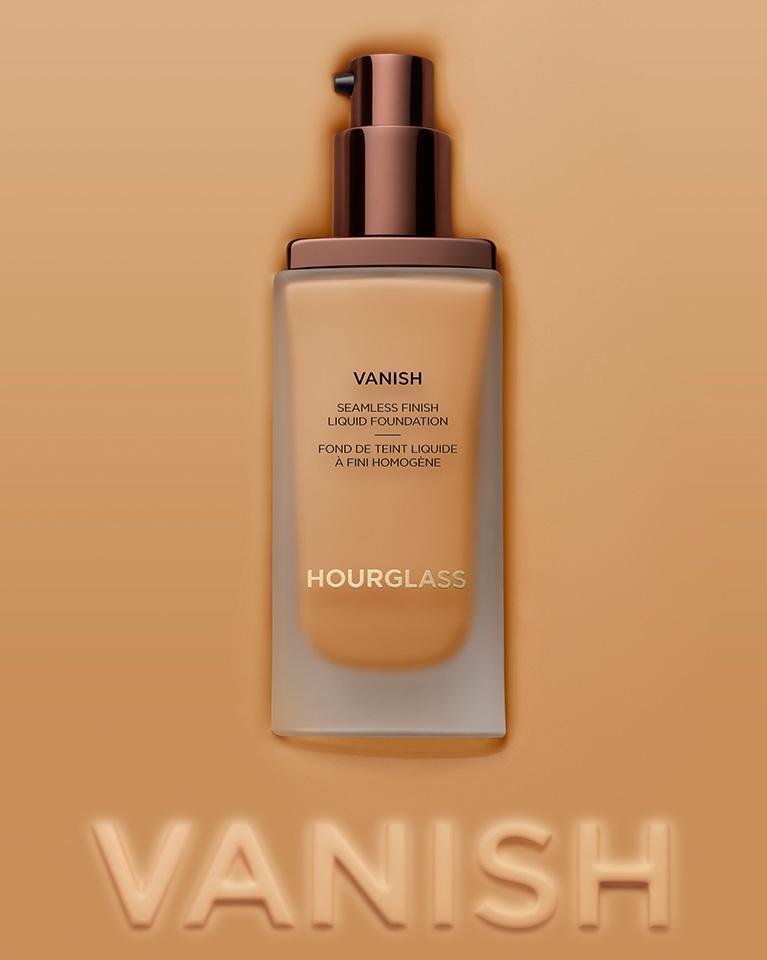 VANISH
SEAMLESS FINISH
LIQUID FOUNDATION
FOND DE TEINT LIQUIDE
À FINI HOMOGÈNE
HOURGLASS
VANISH